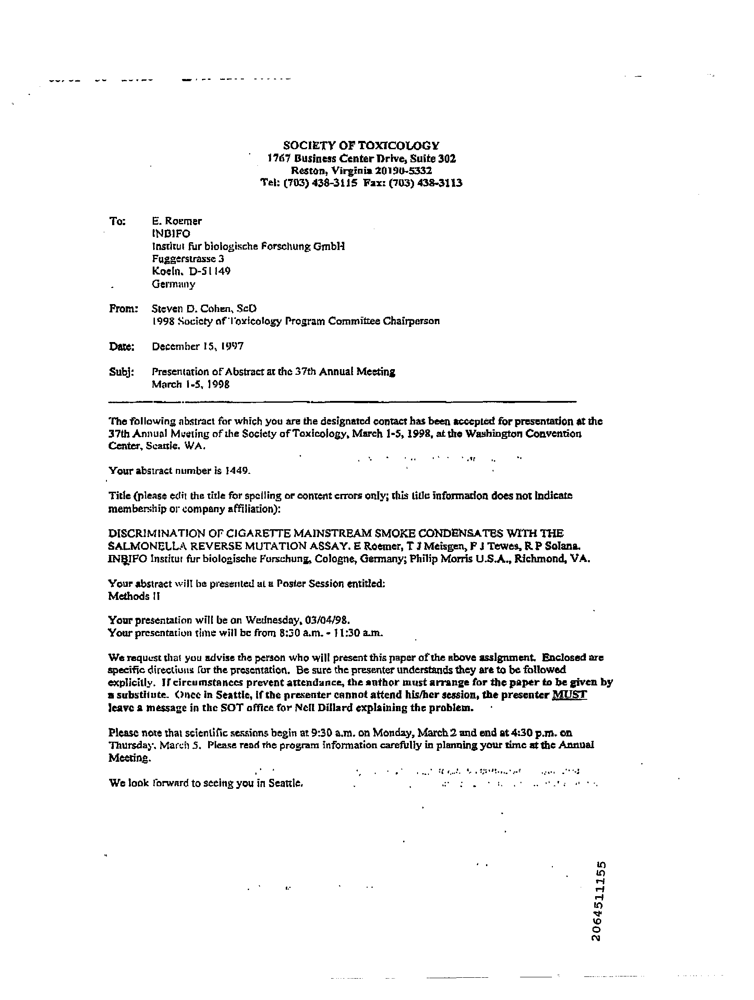 SOCIETY OF TOXICOLOGY
1767 Business Center Drive, Suite 302
Reston, Virginia 20190-5332
Tel: (703) 438-3115 Fax: (703) 438-3113
To: E. Roemer
INBIFO
Institut fur biologische Forschung GmbH
Fuggerstrasse 3
Koeln, D-51149
Germany
From: Steven D. Cohen, ScD
1998 Society of Toxicology Program Committee Chairperson
Date: December 15, 1997
Subj: Presentation of Abstract at the 37th Annual Meeting
March 1-5, 1998
The following abstract for which you are the designated contact has been accepted for presentation at the
37th Annual Meeting of the Society of Toxicology, March 1-5, 1998, at the Washington Convention
Center, Seattle, WA.
Your abstract number is 1449.
Title (please edit the title for spelling or content errors only; this title information does not indicate
membership or company affiliation):
DISCRIMINATION OF CIGARETTE MAINSTREAM SMOKE CONDENSATES WITH THE
SALMONELLA REVERSE MUTATION ASSAY. E Roemer, T J Meisgen, F J Tewes, R P Solana.
INBIFO Institut fur biologische Forschung, Cologne, Germany; Philip Morris U.S.A., Richmond, VA.
Your abstract will be presented at a Poster Session entitled:
Methods II
Your presentation will be on Wednesday, 03/04/98.
Your presentation time will be from 8:30 a.m. - 11:30 a.m.
We request that you advise the person who will present this paper of the above assignment. Enclosed are
specific directions for the presentation. Be sure the presenter understands they are to be followed
explicitly. If circumstances prevent attendance, the author must arrange for the paper to be given by
a substitute. Once in Seattle, if the presenter cannot attend his/her session, the presenter MUST
leave a message in the SOT office for Nell Dillard explaining the problem.
Please note that scientific sessions begin at 9:30 a.m. on Monday, March 2 and end at 4:30 p.m. on
Thursday, March 5. Please read the program information carefully in planning your time at the Annual
Meeting.
We look forward to seeing you in Seattle.
2064511155